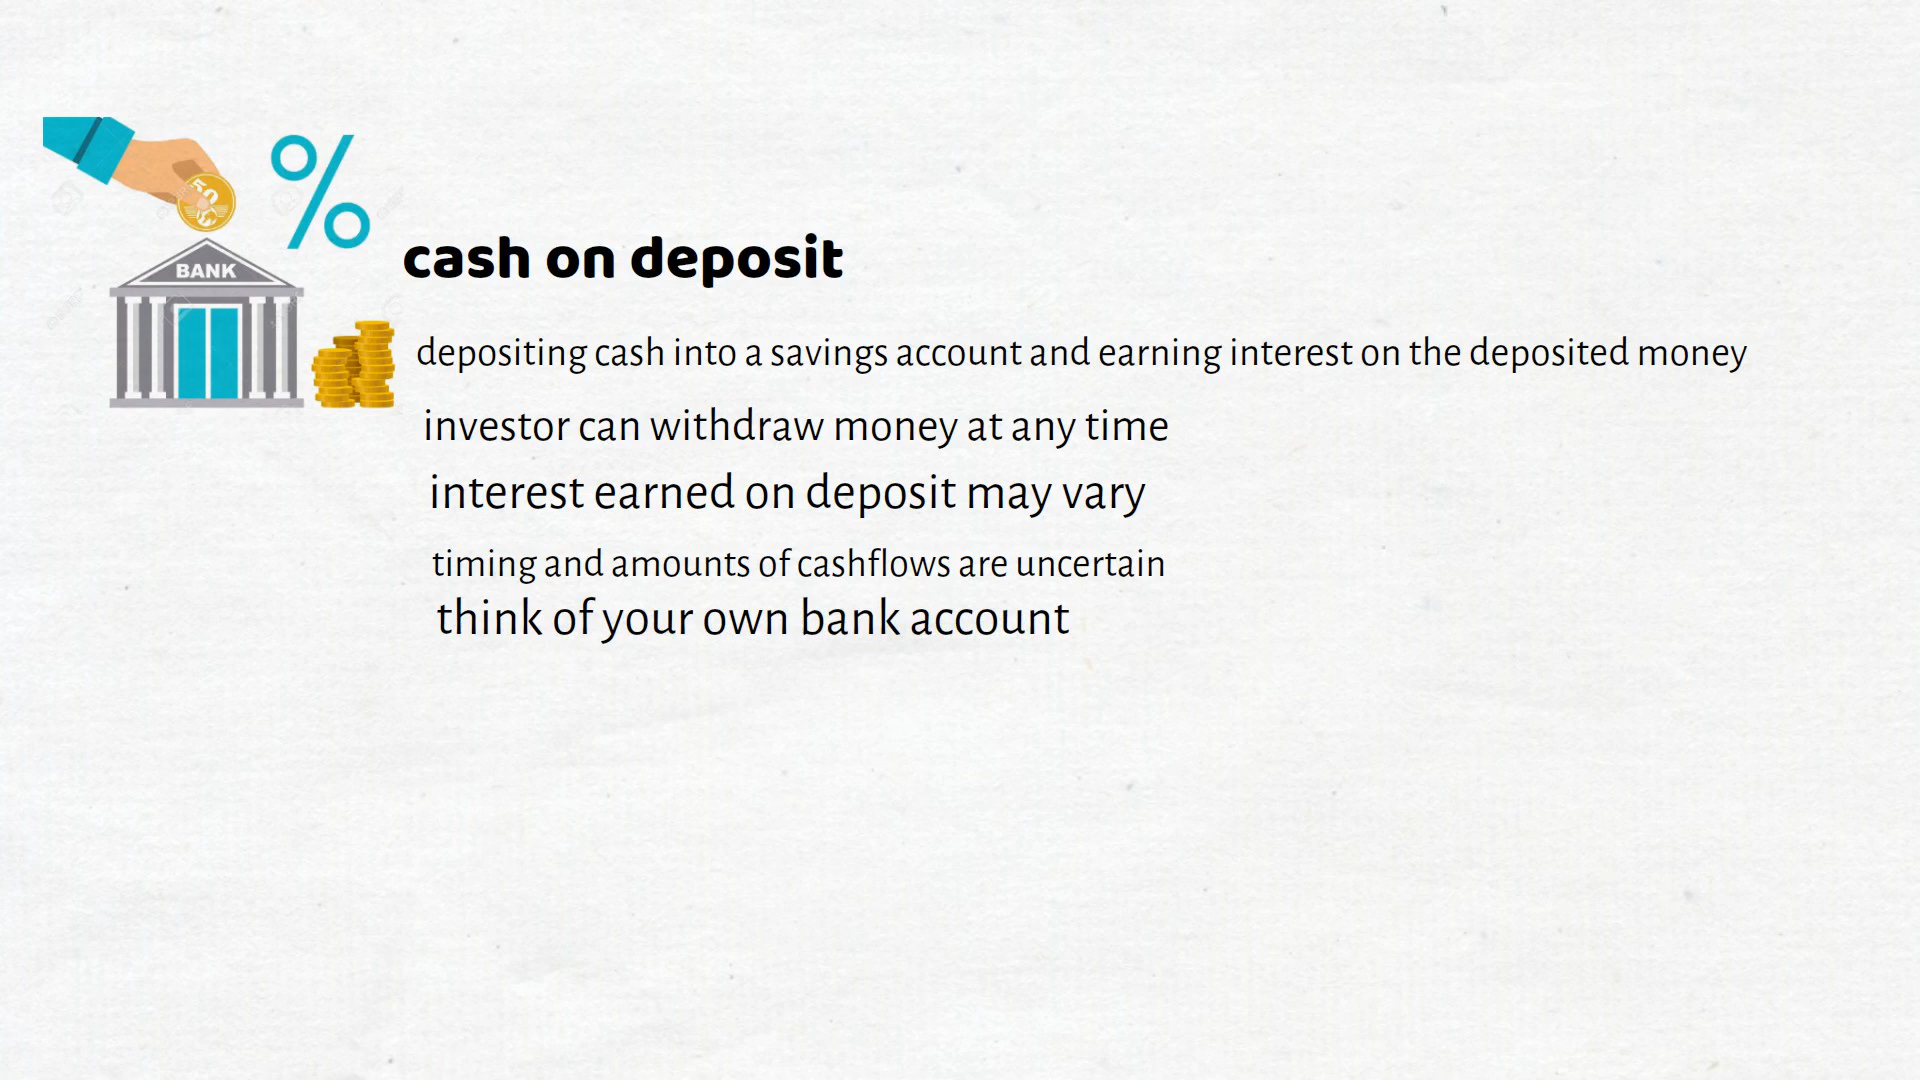 %
50
BANK
cash on deposit
depositing cash into a savings account and earning interest on the deposited money
investor can withdraw money at any time
interest earned on deposit may vary
timing and amounts of cashflows are uncertain
think of your own bank account